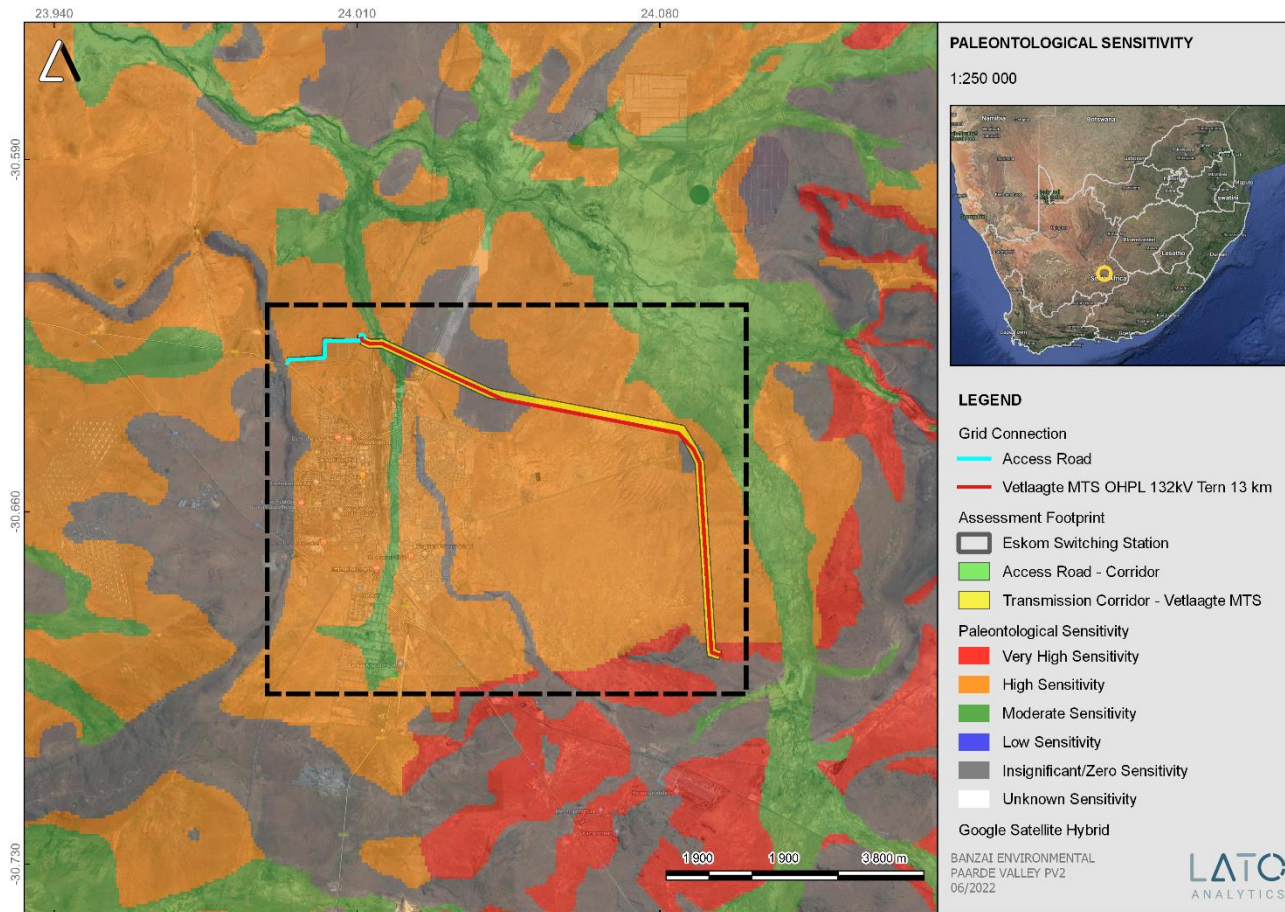 23.940
24.010
24.080
-30.590
-30.660
-30.730
1 900
1 900
3 800 m
PALEONTOLOGICAL SENSITIVITY
1:250 000
Namibia
Botswana
Lesotho
LEGEND
Grid Connection
Access Road
Vetlaagte MTS OHPL 132kV Tern 13 km
Assessment Footprint
Eskom Switching Station
Access Road - Corridor
Transmission Corridor - Vetlaagte MTS
Paleontological Sensitivity
Very High Sensitivity
High Sensitivity
Moderate Sensitivity
Low Sensitivity
Insignificant/Zero Sensitivity
Unknown Sensitivity
Google Satellite Hybrid
BANZAI ENVIRONMENTAL
PAARDE VALLEY PV2
06/2022
ANALYTICS